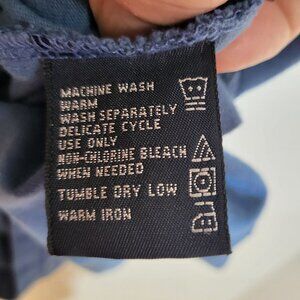 MACHINE WASH
WARM
WASH SEPARATELY
DELICATE CYCLE
USE ONLY
NON-CHLORINE BLEACH
WHEN NEEDED
TUMBLE DRY LOW
WARM IRON